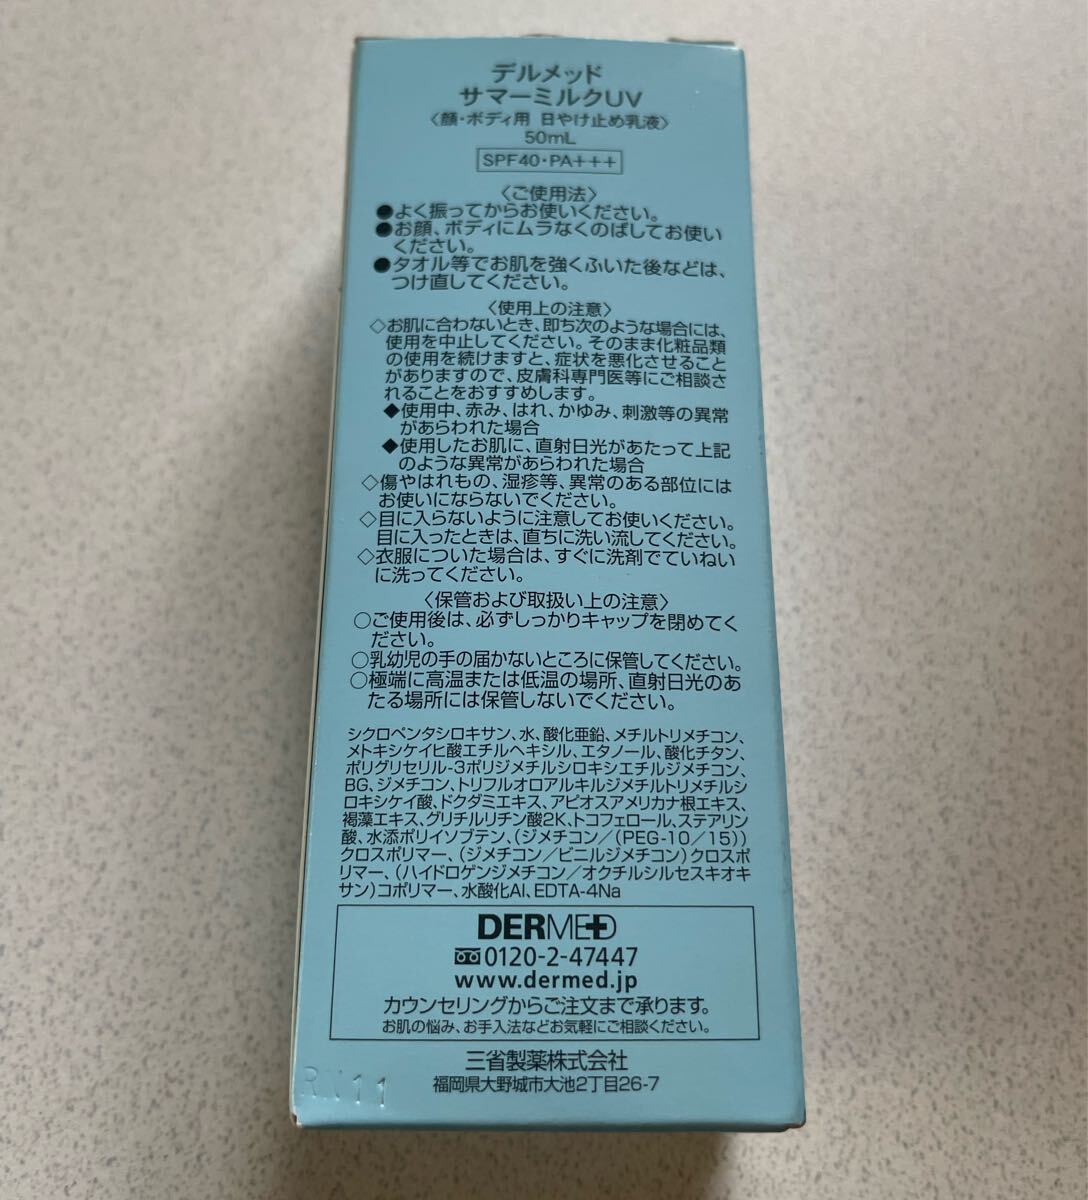 デルメッド
サマーミルクUV
〈顔・ボディ用 日やけ止め乳液〉
50mL
SPF40・PA+++
〈ご使用法〉
●よく振ってからお使いください。
●お顔、ボディにムラなくのばしてお使い
ください。
●タオル等でお肌を強くふいた後などは、
つけ直してください。
〈使用上の注意〉
◇お肌に合わないとき、即ち次のような場合には、
使用を中止してください。そのまま化粧品類
の使用を続けますと、症状を悪化させること
がありますので、皮膚科専門医等にご相談さ
れることをおすすめします。
◆使用中、赤み、はれ、かゆみ、刺激等の異常
があらわれた場合
◆使用したお肌に、直射日光があたって上記
のような異常があらわれた場合
◇傷やはれもの、湿疹等、異常のある部位には
お使いにならないでください。
◇目に入らないように注意してお使いください。
目に入ったときは、直ちに洗い流してください。
◇衣服についた場合は、すぐに洗剤でていねい
に洗ってください。
〈保管および取扱い上の注意〉
○ご使用後は、必ずしっかりキャップを閉めてく
ださい。
○乳幼児の手の届かないところに保管してください。
○極端に高温または低温の場所、直射日光のあ
たる場所には保管しないでください。
シクロペンタシロキサン、水、酸化亜鉛、メチルトリメチコン、
メトキシケイヒ酸エチルヘキシル、エタノール、酸化チタン、
ポリグリセリル-3ポリジメチルシロキシエチルジメチコン、
BG、ジメチコン、トリフルオロアルキルジメチルトリメチルシ
ロキシケイ酸、ドクダミエキス、アピオスアメリカナ根エキス、
褐藻エキス、グリチルリチン酸2K、トコフェロール、ステアリン
酸、水添ポリイソブテン、（ジメチコン／（PEG-10／15））
クロスポリマー、（ジメチコン／ビニルジメチコン）クロスポ
リマー、（ハイドロゲンジメチコン／オクチルシルセスキオキ
サン）コポリマー、水酸化Al、EDTA-4Na
DERMED
0120-2-47447
www.dermed.jp
カウンセリングからご注文まで承ります。
お肌の悩み、お手入法などお気軽にご相談ください。
三省製薬株式会社
福岡県大野城市大池2丁目26-7